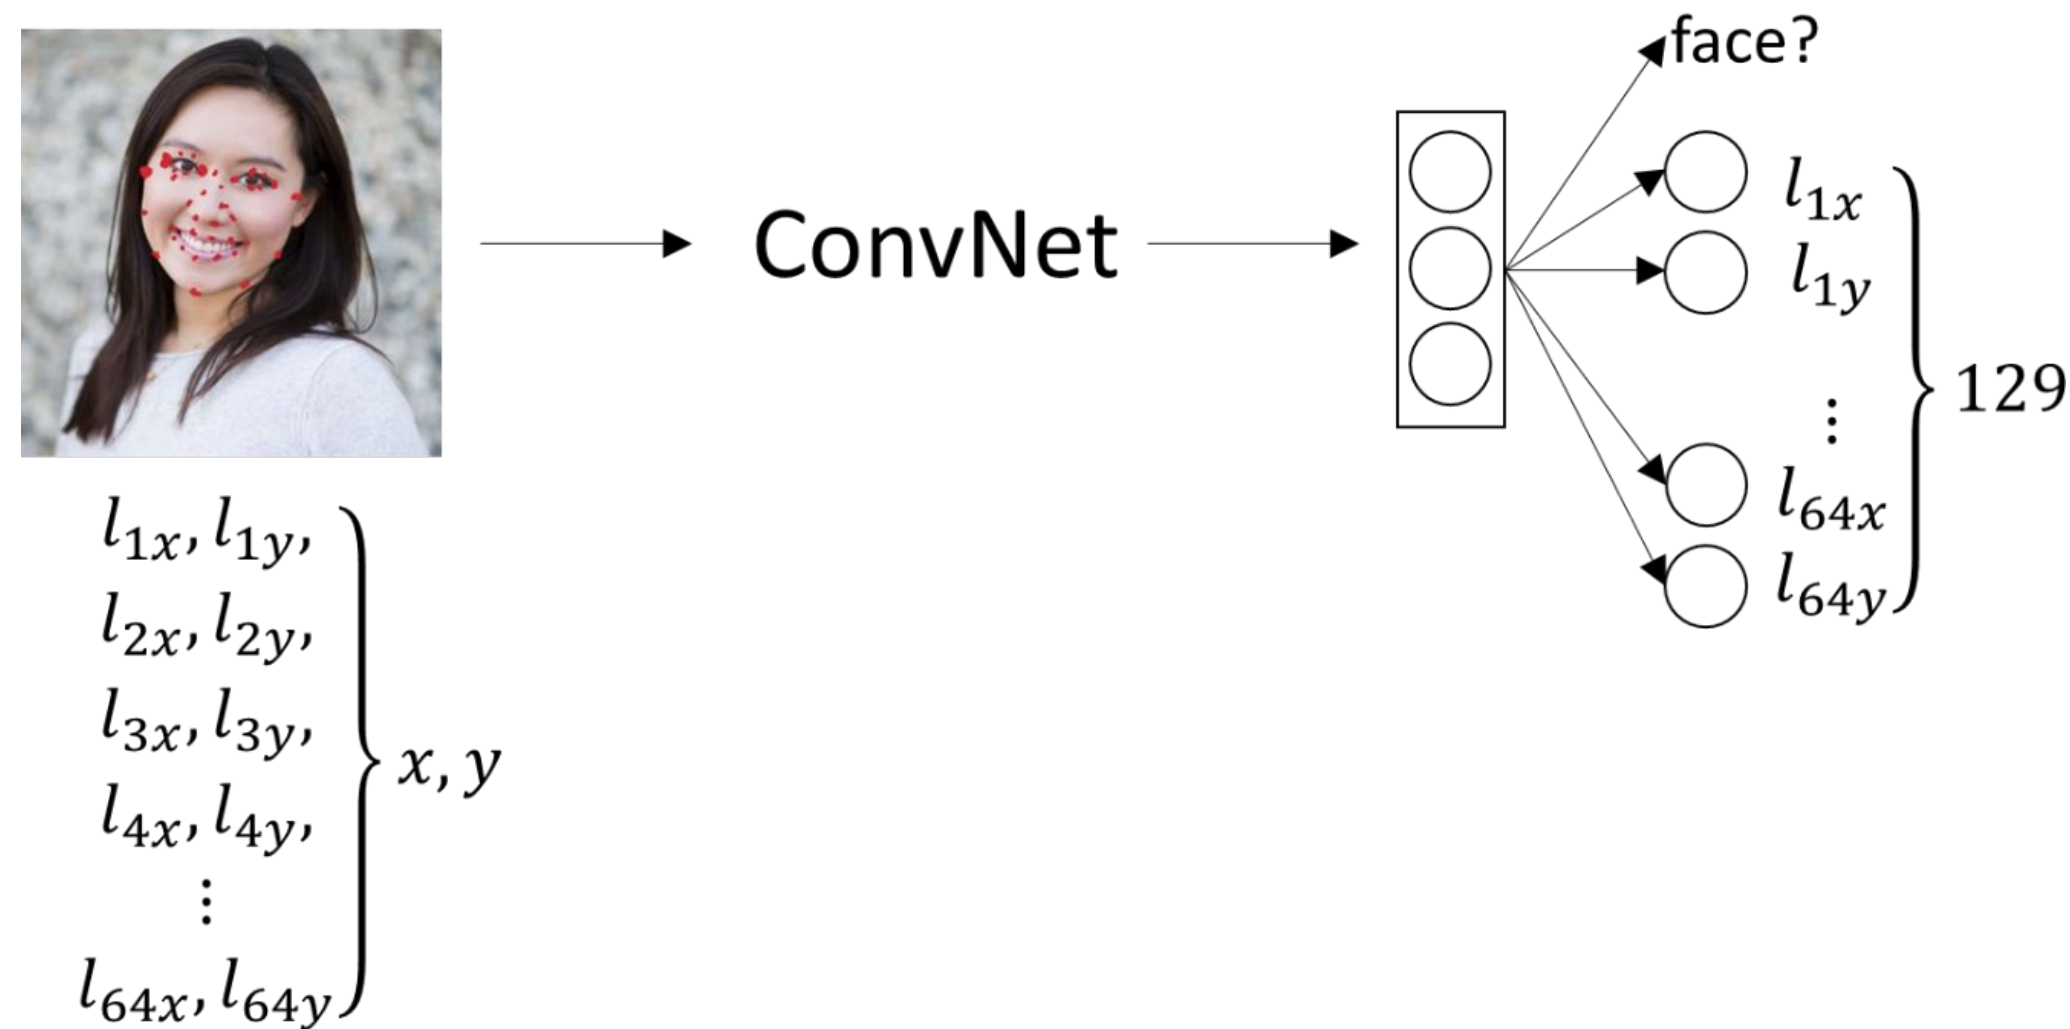 face?
ConvNet
l1x
l1y
⋮
l64x
l64y
129
l1x, l1y,
l2x, l2y,
l3x, l3y,
l4x, l4y,
⋮
l64x, l64y
x, y